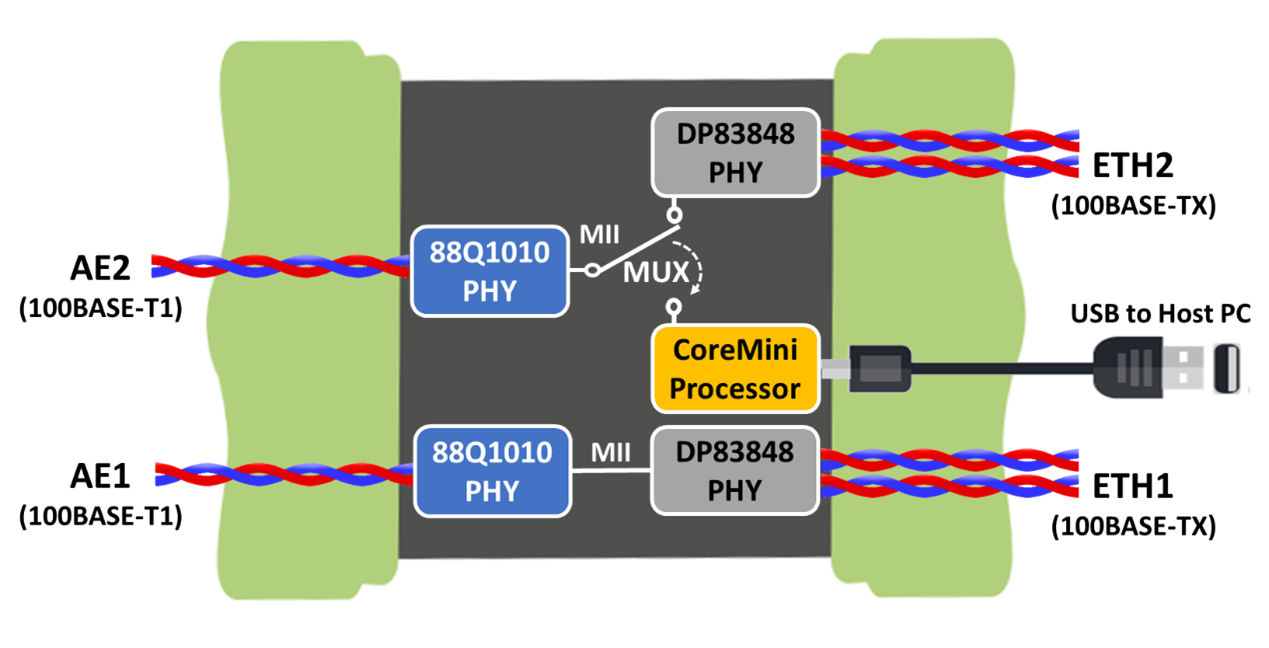 DP83848
PHY
ETH2
(100BASE-TX)
MII
88Q1010
PHY
MUX
AE2
(100BASE-T1)
USB to Host PC
CoreMini
Processor
88Q1010
PHY
MII
DP83848
PHY
AE1
(100BASE-T1)
ETH1
(100BASE-TX)